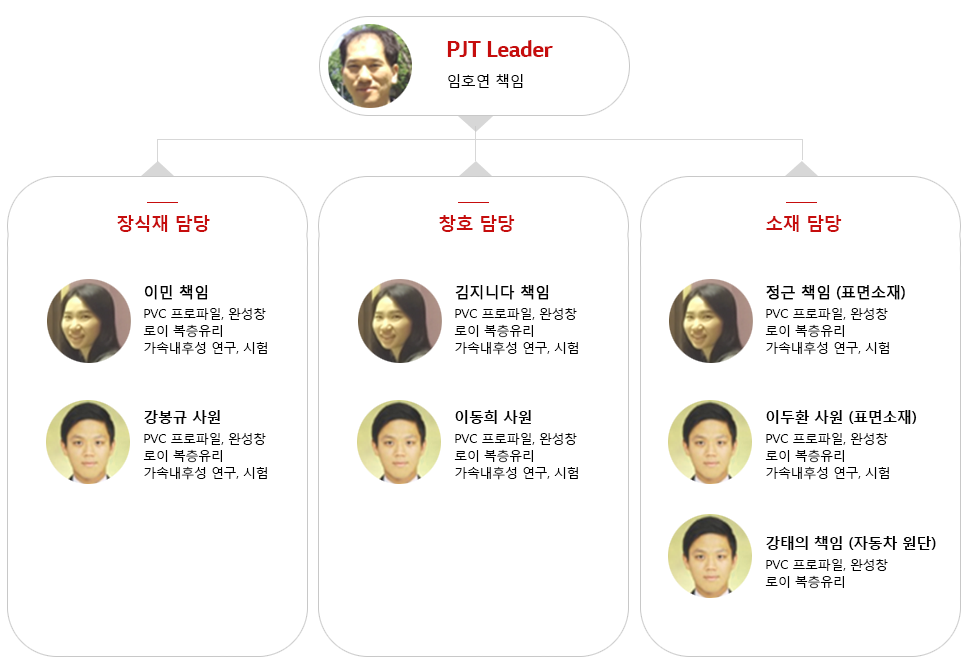 PJT Leader
임호연 책임
장식재 담당
이민 책임
PVC 프로파일, 완성창
로이 복층유리
가속내후성 연구, 시험
강봉규 사원
PVC 프로파일, 완성창
로이 복층유리
가속내후성 연구, 시험
창호 담당
김지니다 책임
PVC 프로파일, 완성창
로이 복층유리
가속내후성 연구, 시험
이동희 사원
PVC 프로파일, 완성창
로이 복층유리
가속내후성 연구, 시험
소재 담당
정근 책임 (표면소재)
PVC 프로파일, 완성창
로이 복층유리
가속내후성 연구, 시험
이두환 사원 (표면소재)
PVC 프로파일, 완성창
로이 복층유리
가속내후성 연구, 시험
강태의 책임 (자동차 원단)
PVC 프로파일, 완성창
로이 복층유리